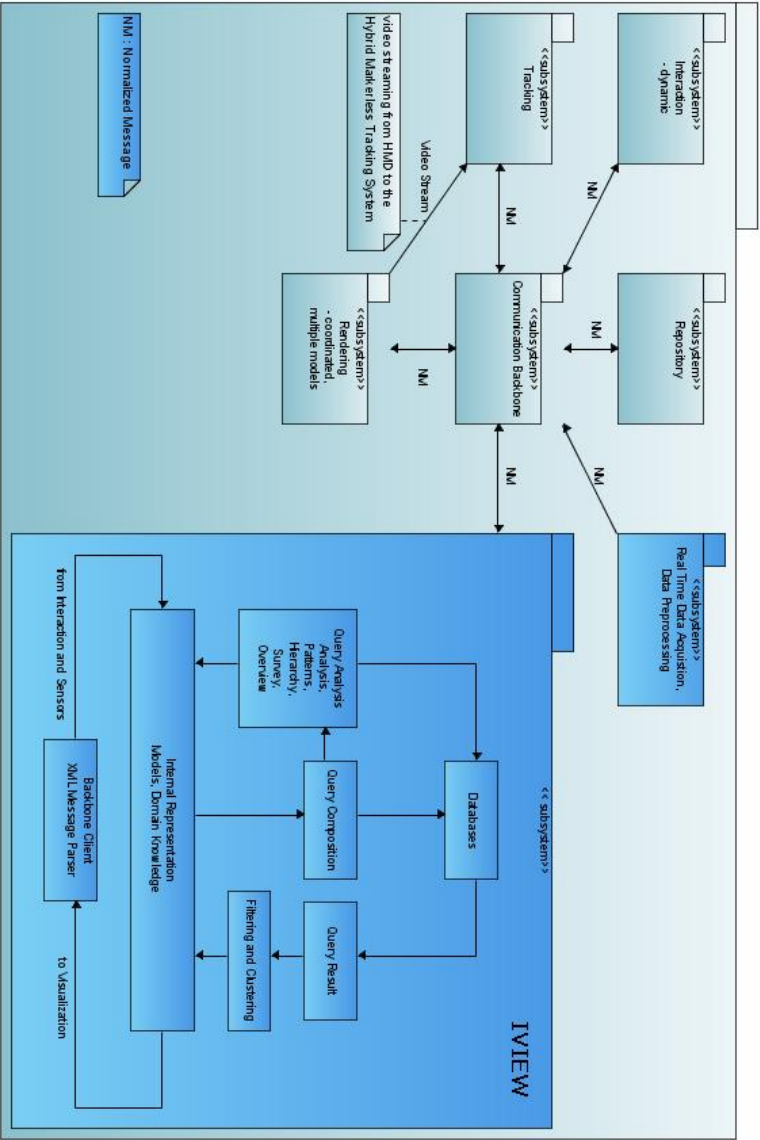 <<subsystem>>
Interaction
- dynamic
<<subsystem>>
Repository
<<subsystem>>
Real Time Data Acquistion,
Data Preprocessing
NM
NM
NM
<<subsystem>>
Tracking
NM
<<subsystem>>
Communication Backbone
NM
Video Stream
NM
video streaming from HMD to the
Hybrid Markerless Tracking System
<<subsystem>>
Rendering
- coordinated,
multiple models
NM : Normalized Message
<< subsystem>>
IVIEW
Databases
Query Analysis
Analysis,
Patterns,
Hierarchy,
Survey,
Overview
Query Composition
Query Result
Filtering and Clustering
Internal Representation
Models, Domain Knowledge
from Interaction and Sensors
Backbone Client
XML Message Parser
to Visualization